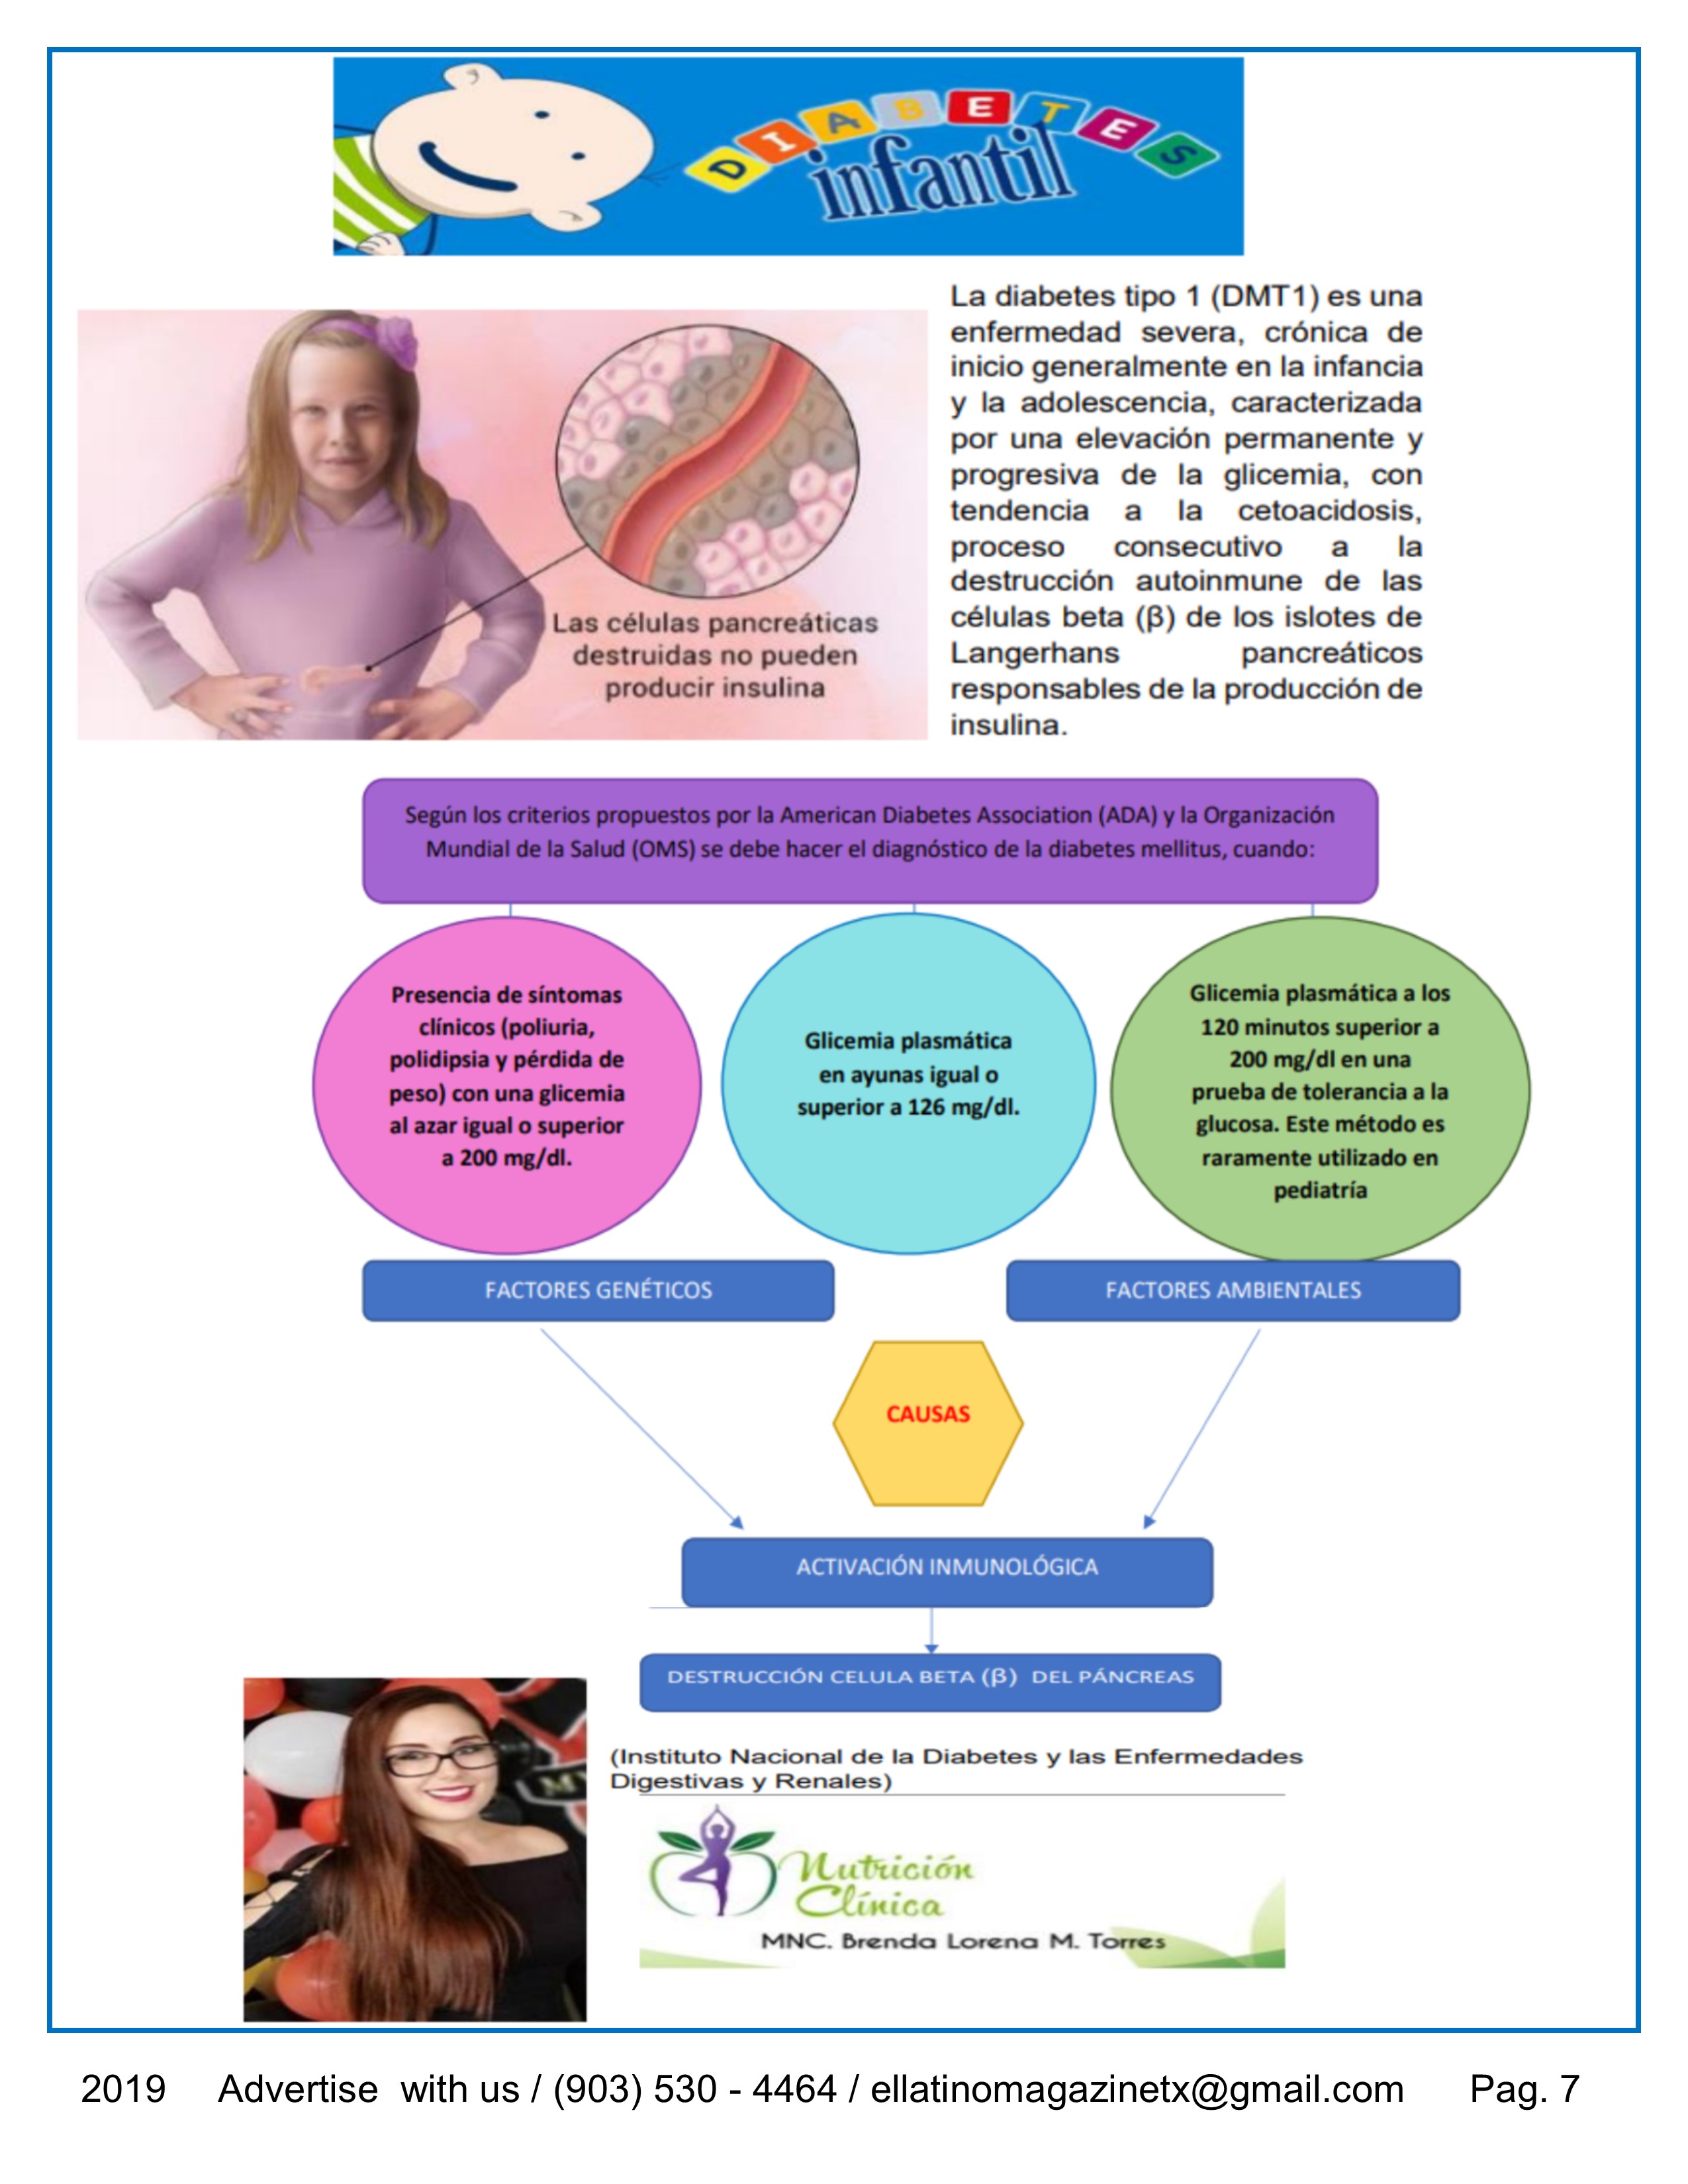 DIABETES
infantil
La diabetes tipo 1 (DMT1) es una
enfermedad severa, crónica de
inicio generalmente en la infancia
y la adolescencia, caracterizada
por una elevación permanente y
progresiva de la glicemia, con
tendencia a la cetoacidosis,
proceso consecutivo a la
destrucción autoinmune de las
células beta (β) de los islotes de
Langerhans pancreáticos
responsables de la producción de
insulina.
Las células pancreáticas
destruidas no pueden
producir insulina
Según los criterios propuestos por la American Diabetes Association (ADA) y la Organización
Mundial de la Salud (OMS) se debe hacer el diagnóstico de la diabetes mellitus, cuando:
Presencia de síntomas
clínicos (poliuria,
polidipsia y pérdida de
peso) con una glicemia
al azar igual o superior
a 200 mg/dl.
Glicemia plasmática
en ayunas igual o
superior a 126 mg/dl.
Glicemia plasmática a los
120 minutos superior a
200 mg/dl en una
prueba de tolerancia a la
glucosa. Este método es
raramente utilizado en
pediatría
FACTORES GENÉTICOS
FACTORES AMBIENTALES
CAUSAS
ACTIVACIÓN INMUNOLÓGICA
DESTRUCCIÓN CELULA BETA (β) DEL PÁNCREAS
(Instituto Nacional de la Diabetes y las Enfermedades
Digestivas y Renales)
Nutrición
Clínica
MNC. Brenda Lorena M. Torres
2019 Advertise with us / (903) 530 - 4464 / ellatinomagazinetx@gmail.com Pag. 7